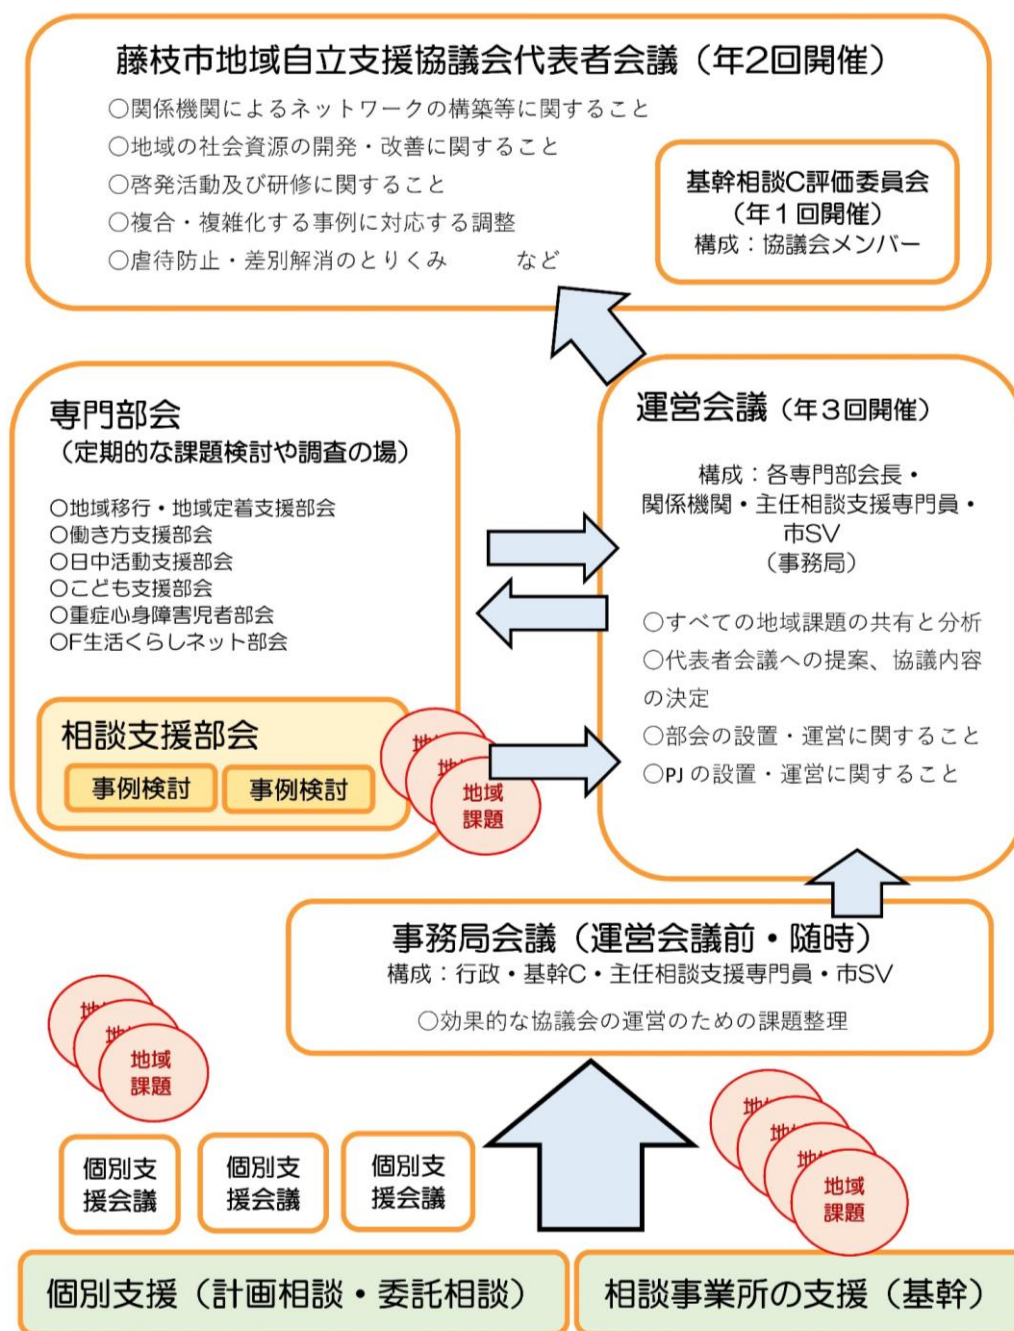 藤枝市地域自立支援協議会代表者会議（年2回開催）
○関係機関によるネットワークの構築等に関すること
○地域の社会資源の開発・改善に関すること
○啓発活動及び研修に関すること
○複合・複雑化する事例に対応する調整
○虐待防止・差別解消のとりくみ　　　など
基幹相談C評価委員会
（年１回開催）
構成：協議会メンバー
専門部会
（定期的な課題検討や調査の場）
○地域移行・地域定着支援部会
○働き方支援部会
○日中活動支援部会
○こども支援部会
○重症心身障害児者部会
○F生活くらしネット部会
相談支援部会
事例検討
事例検討
地域
地域
地域
課題
運営会議（年３回開催）
構成：各専門部会長・
関係機関・主任相談支援専門員・
市SV
（事務局）
○すべての地域課題の共有と分析
○代表者会議への提案、協議内容
の決定
○部会の設置・運営に関すること
○PJの設置・運営に関すること
事務局会議（運営会議前・随時）
構成：行政・基幹C・主任相談支援専門員・市SV
○効果的な協議会の運営のための課題整理
地域
地域
地域
課題
個別支
援会議
個別支
援会議
個別支
援会議
地域
地域
地域
地域
課題
個別支援（計画相談・委託相談）
相談事業所の支援（基幹）